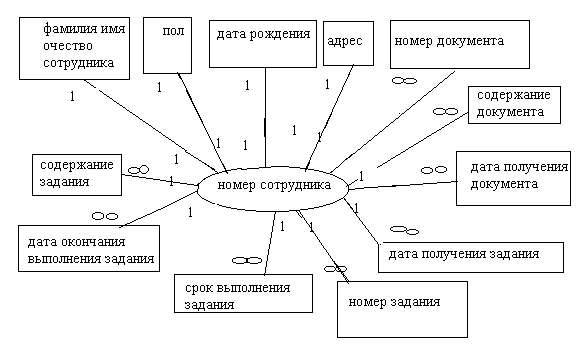 фамилия имя
очество
сотрудника
пол
дата рождения
адрес
номер документа
1
1
1
1
∞
содержание
документа
∞
1
1
1
1
содержание
задания
∞
1
1
номер сотрудника
1
∞
дата получения
документа
дата окончания
выполнения задания
∞
1
1
1
1
∞
дата получения задания
срок выполнения
задания
∞
∞
номер задания